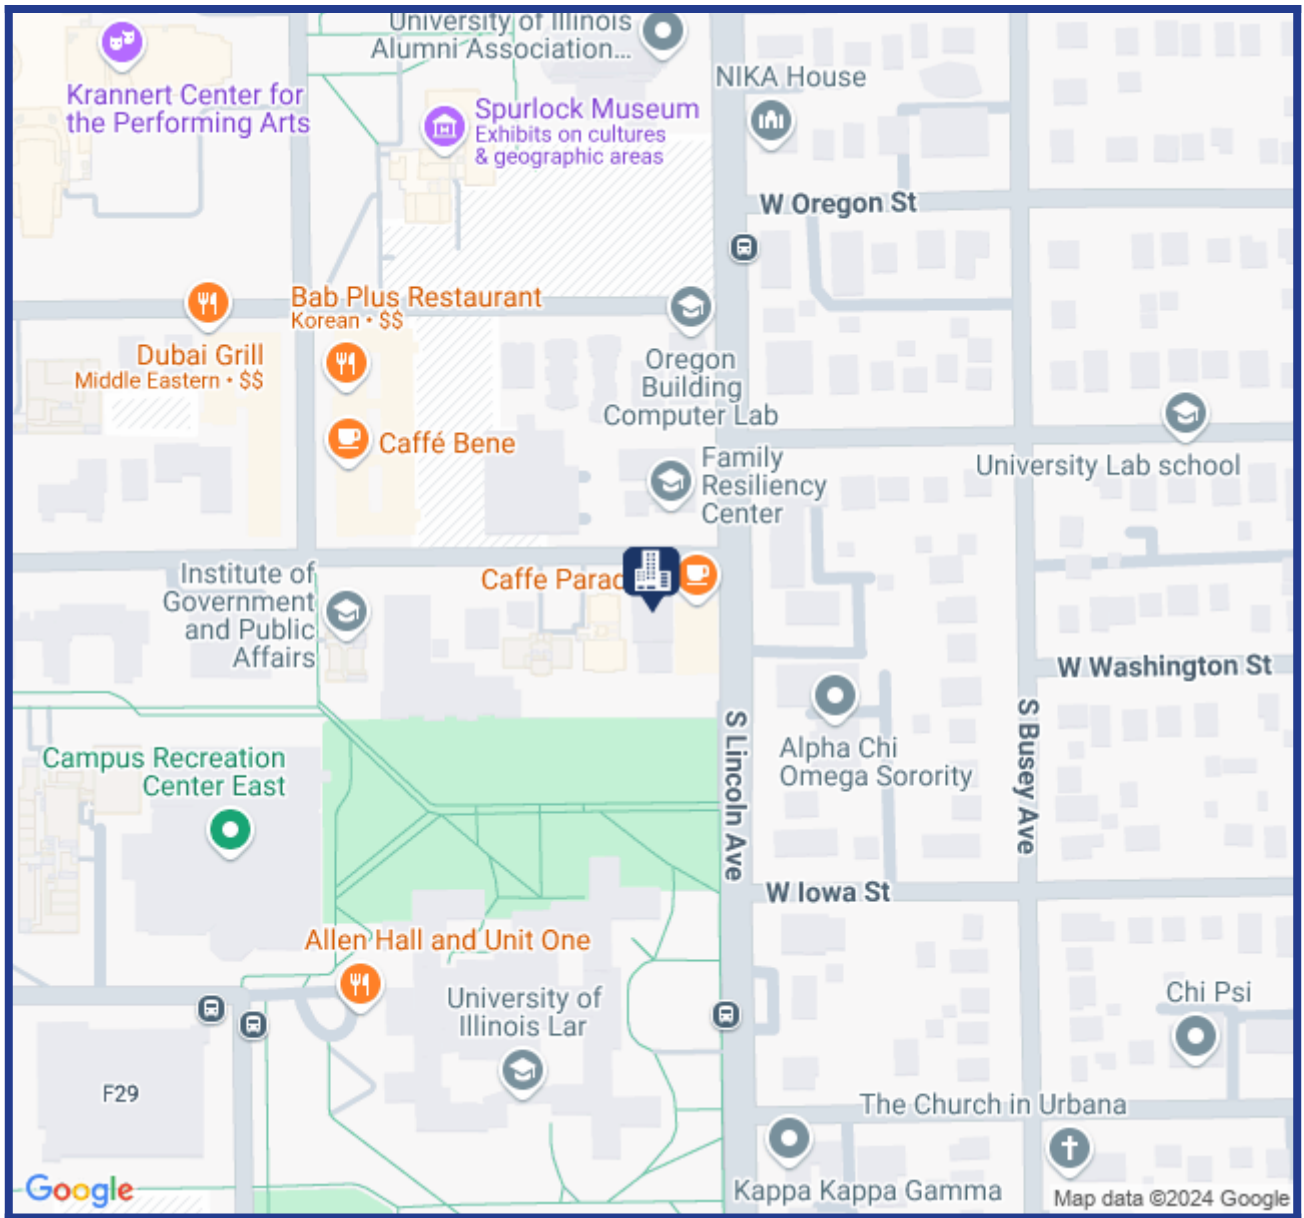 University of Illinois
Alumni Association...
NIKA House
Krannert Center for
the Performing Arts
Spurlock Museum
Exhibits on cultures
& geographic areas
W Oregon St
Bab Plus Restaurant
Korean • $$
Dubai Grill
Middle Eastern • $$
Oregon
Building
Computer Lab
Caffé Bene
University Lab school
Family
Resiliency
Center
Institute of
Government
and Public
Affairs
Caffe Parad
W Washington St
S Lincoln Ave
S Busey Ave
Alpha Chi
Omega Sorority
Campus Recreation
Center East
W Iowa St
Allen Hall and Unit One
University of
Illinois Lar
Chi Psi
F29
The Church in Urbana
Kappa Kappa Gamma
Google
Map data ©2024 Google